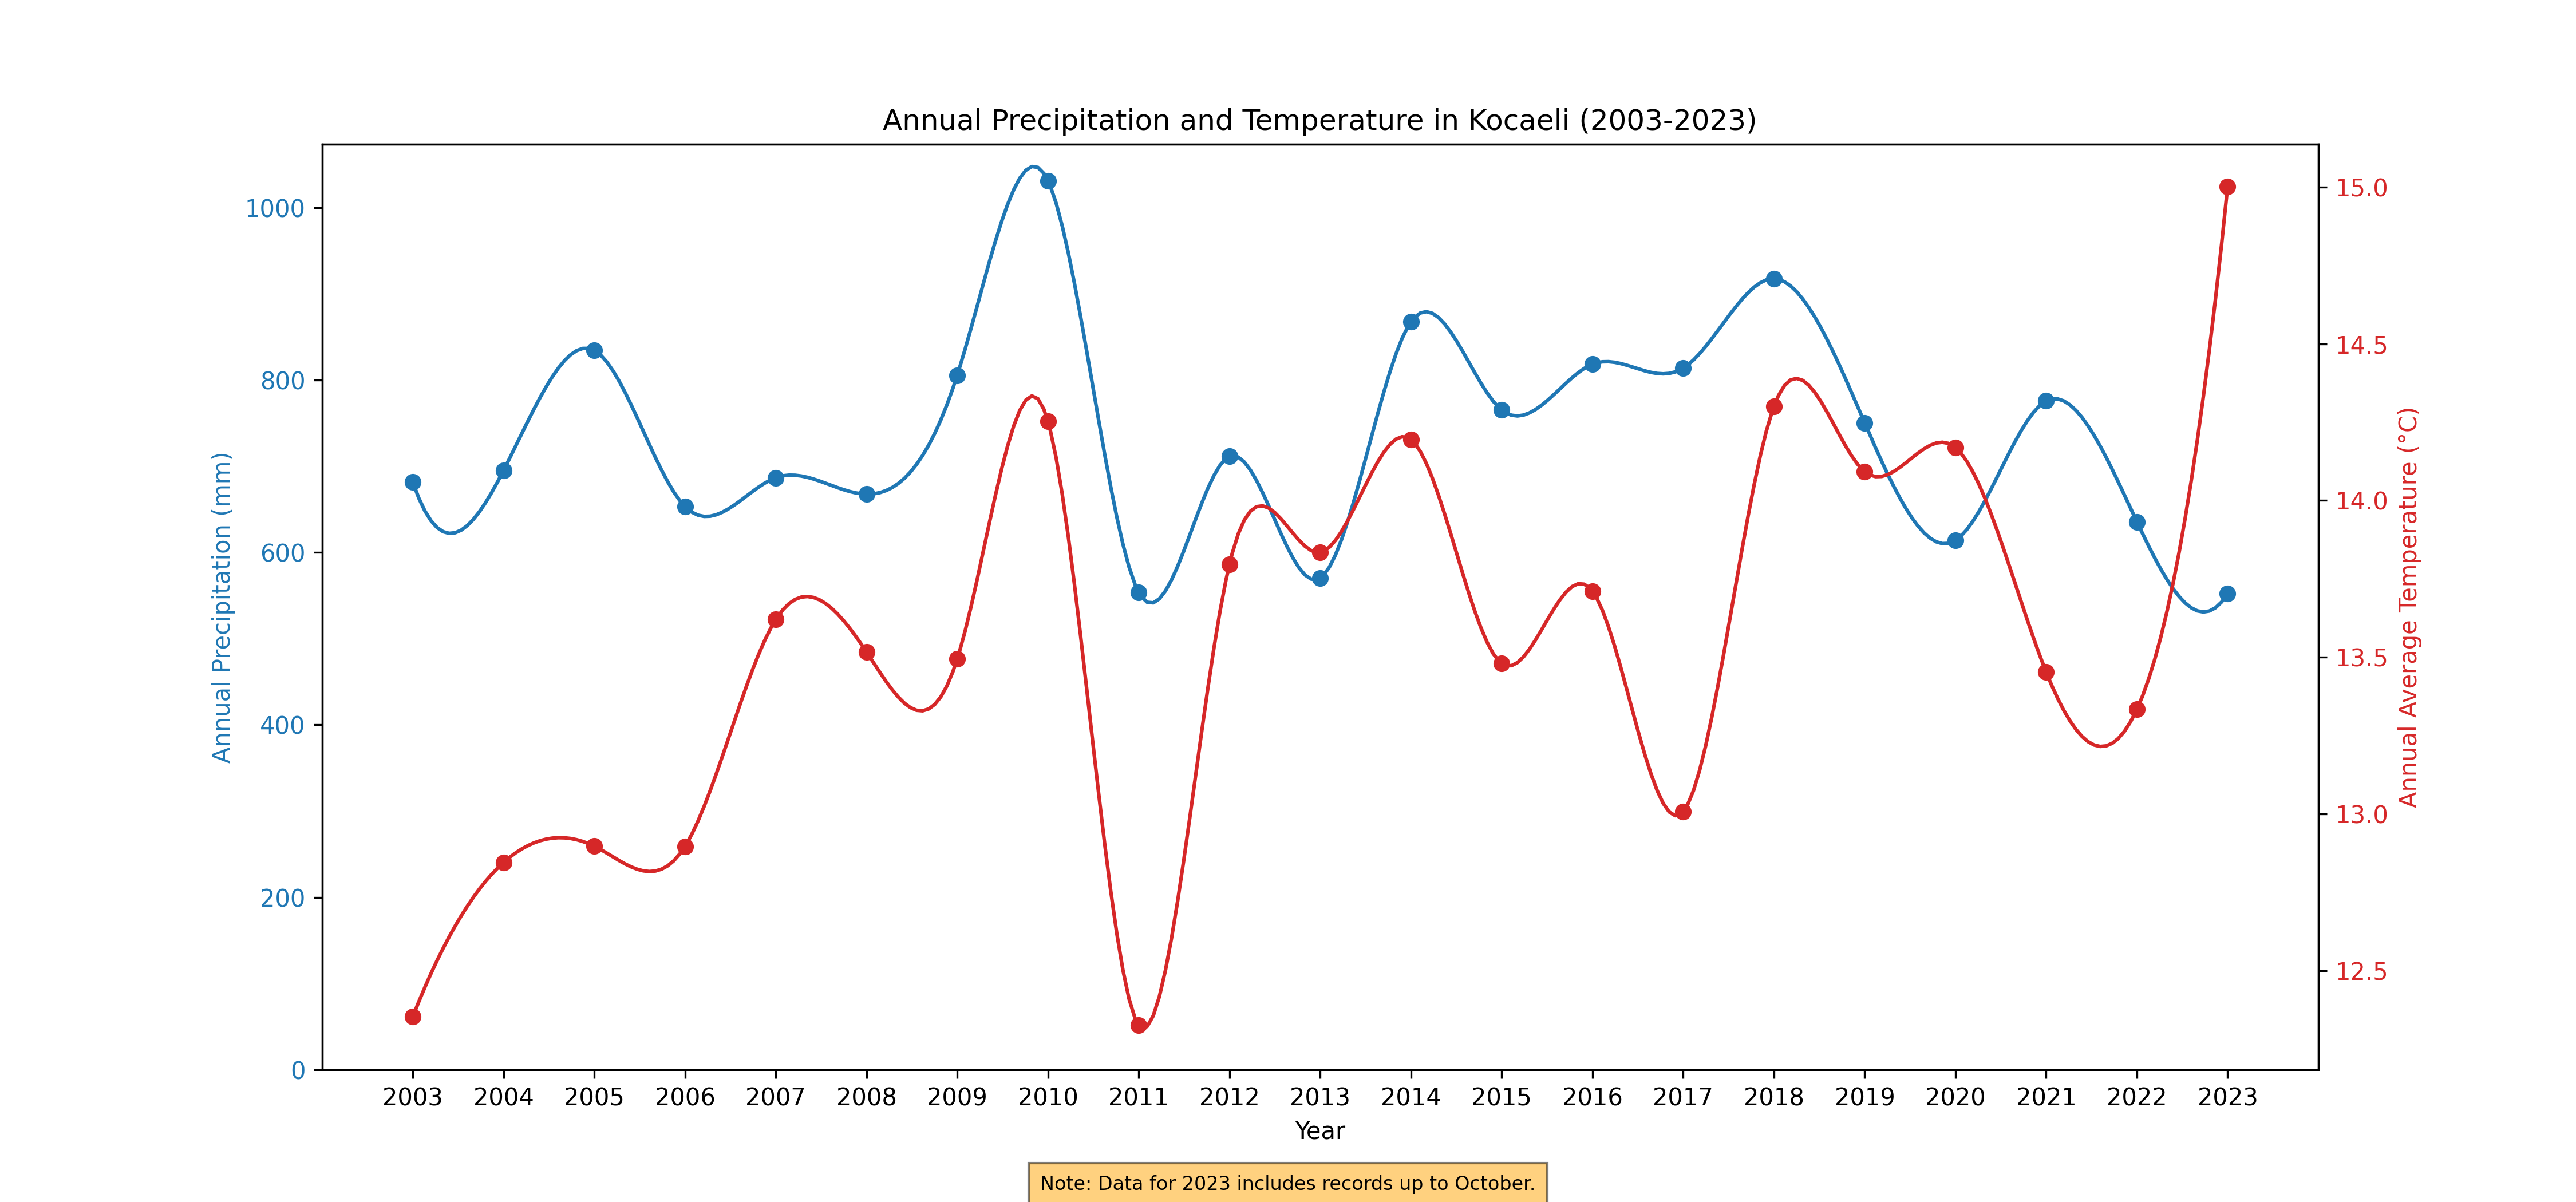 Annual Precipitation and Temperature in Kocaeli (2003-2023)
Annual Precipitation (mm)
1000
800
600
400
200
0
15.0
14.5
14.0
13.5
13.0
12.5
Annual Average Temperature (°C)
2003 2004 2005 2006 2007 2008 2009 2010 2011 2012 2013 2014 2015 2016 2017 2018 2019 2020 2021 2022 2023
Year
Note: Data for 2023 includes records up to October.